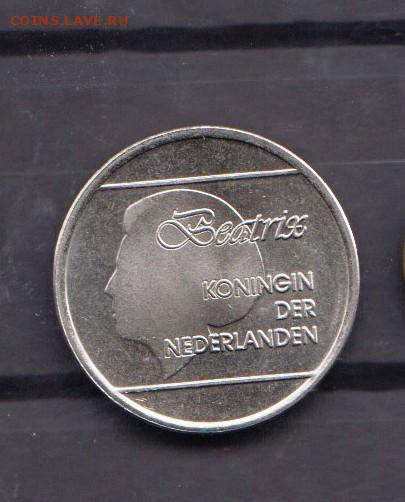 COINS.LAVE.RU
Beatrix
KONINGIN
DER
NEDERLANDEN